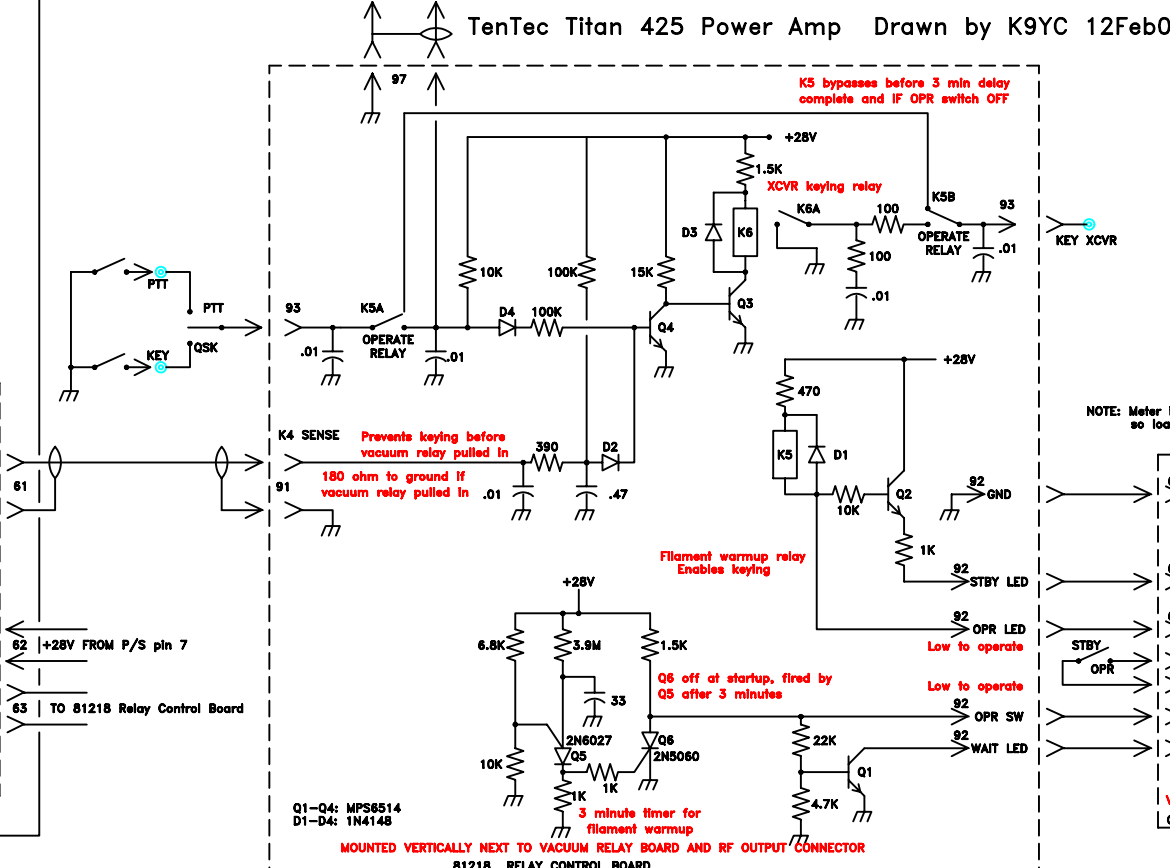 TenTec Titan 425 Power Amp Drawn by K9YC 12Feb0
97
K5 bypasses before 3 min delay
complete and IF OPR switch OFF
+28V
1.5K
XCVR keying relay
K5B
K6A
100
93
D3
K6
OPERATE
RELAY
.01
KEY XCVR
100
10K
100K
15K
PTT
.01
Q3
PTT
93
K5A
D4
100K
Q4
QSK
OPERATE
RELAY
.01
.01
KEY
+28V
470
NOTE: Meter
so loa
K4 SENSE
Prevents keying before
vacuum relay pulled in
390
D2
K5
D1
180 ohm to ground if
vacuum relay pulled in
61
91
.01
.47
10K
Q2
92
GND
1K
Filament warmup relay
Enables keying
92
STBY LED
+28V
92
OPR LED
Low to operate
STBY
OPR
62
+28V FROM P/S pin 7
6.8K
3.9M
1.5K
Q6 off at startup, fired by
Q5 after 3 minutes
Low to operate
63
TO 81218 Relay Control Board
33
92
OPR SW
2N6027
Q5
Q6
2N5060
22K
92
WAIT LED
10K
1K
1K
Q1
4.7K
Q1-Q4: MPS6514
D1-D4: 1N4148
3 minute timer for
filament warmup
MOUNTED VERTICALLY NEXT TO VACUUM RELAY BOARD AND RF OUTPUT CONNECTOR
81218 RELAY CONTROL BOARD